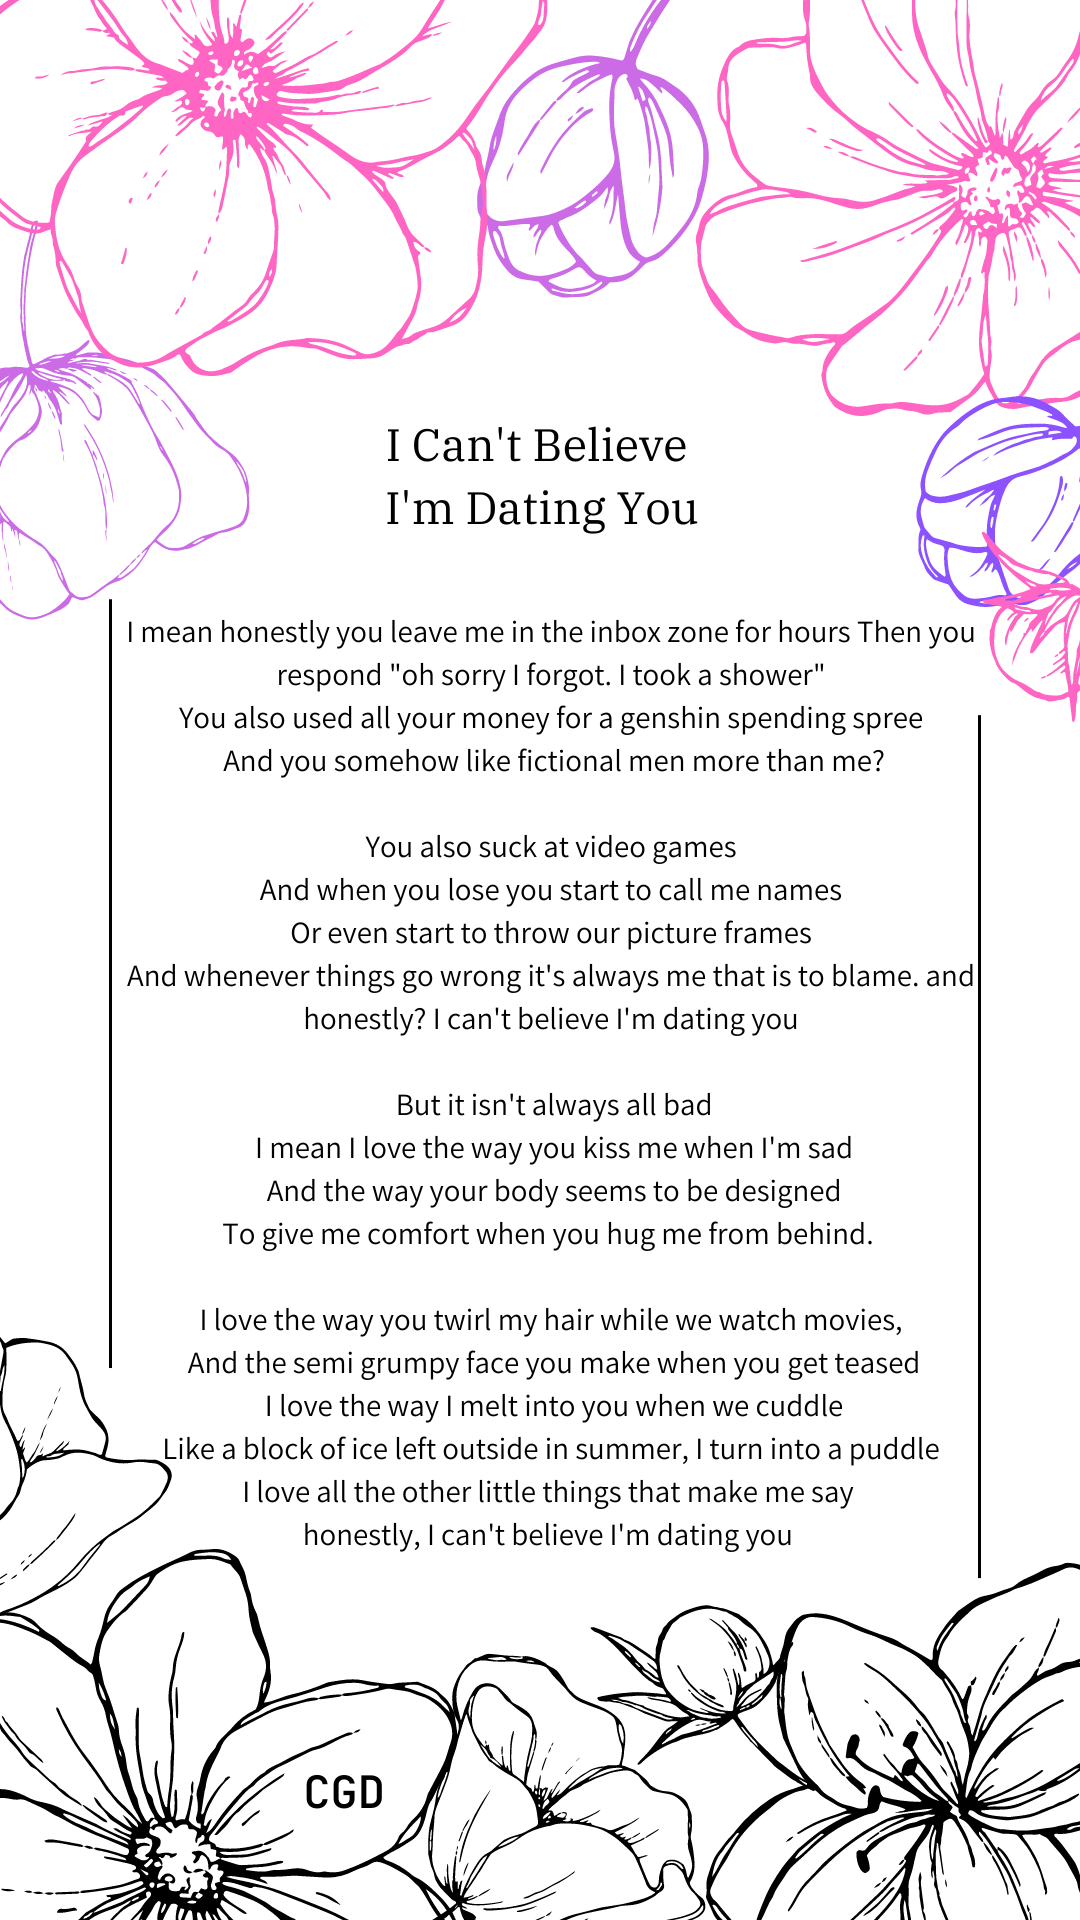 I Can't Believe
I'm Dating You
I mean honestly you leave me in the inbox zone for hours Then you
respond "oh sorry I forgot. I took a shower"
You also used all your money for a genshin spending spree
And you somehow like fictional men more than me?
You also suck at video games
And when you lose you start to call me names
Or even start to throw our picture frames
And whenever things go wrong it's always me that is to blame. and
honestly? I can't believe I'm dating you
But it isn't always all bad
I mean I love the way you kiss me when I'm sad
And the way your body seems to be designed
To give me comfort when you hug me from behind.
I love the way you twirl my hair while we watch movies,
And the semi grumpy face you make when you get teased
I love the way I melt into you when we cuddle
Like a block of ice left outside in summer, I turn into a puddle
I love all the other little things that make me say
honestly, I can't believe I'm dating you
CGD